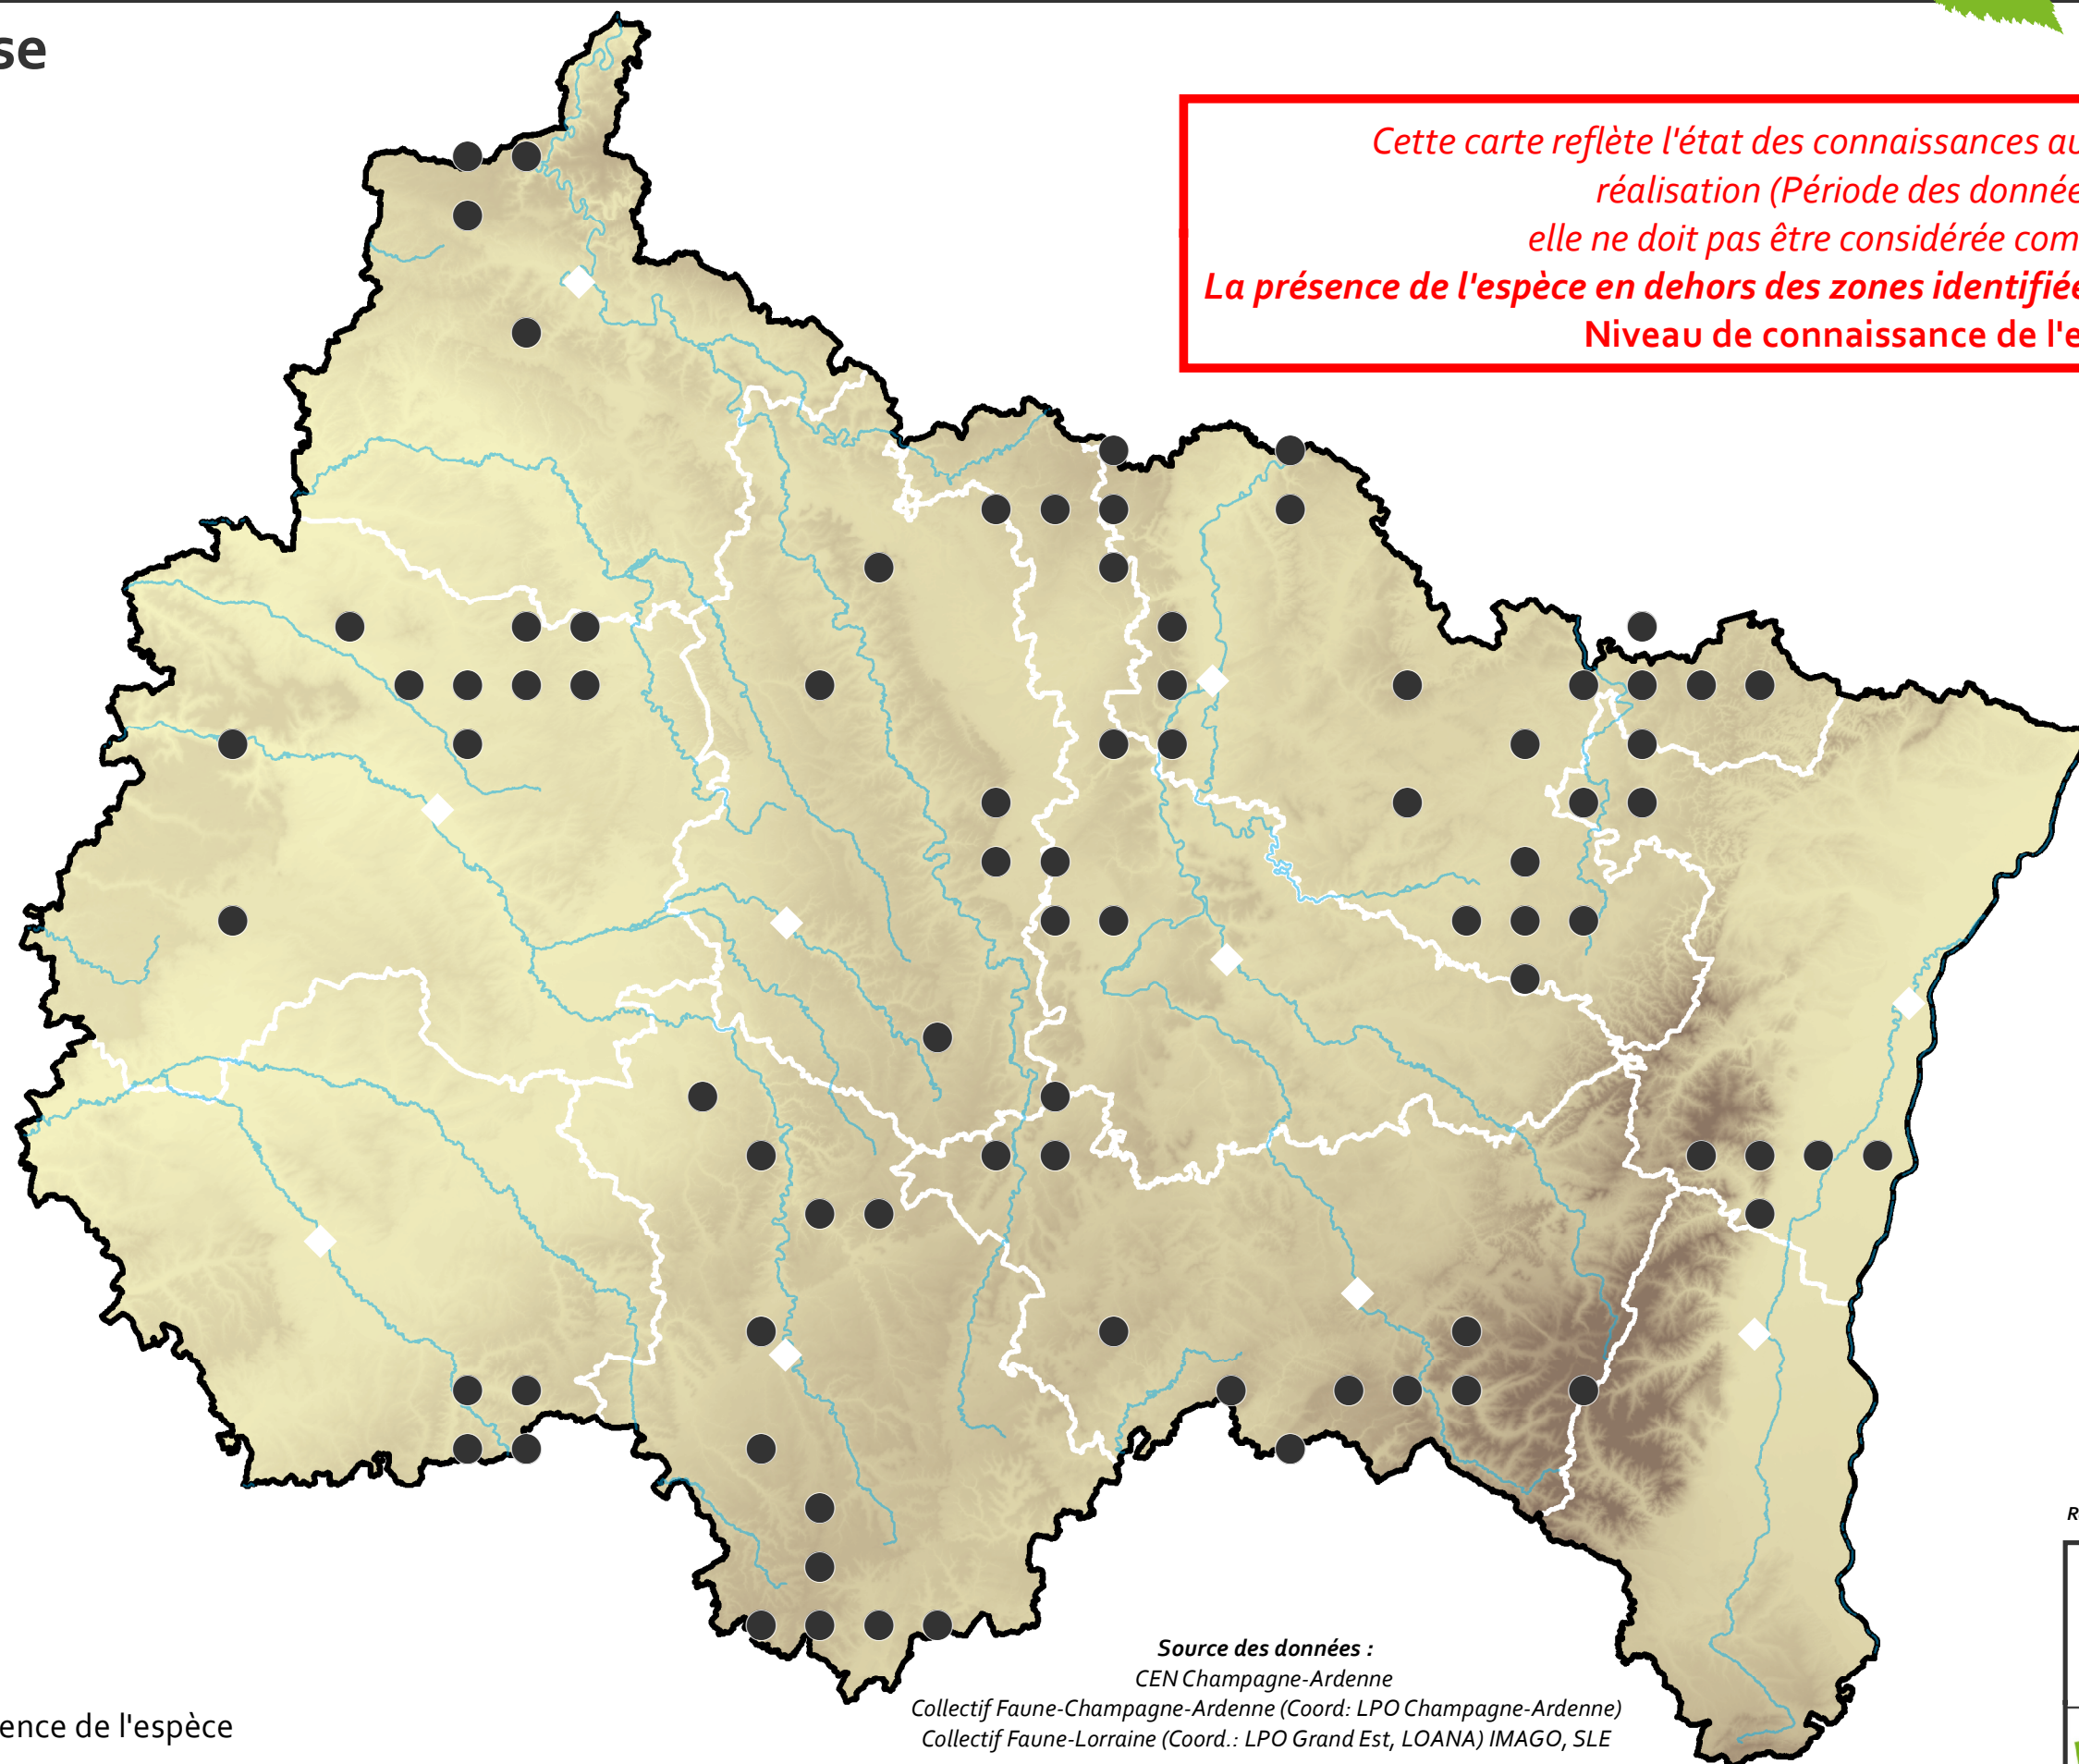 se
Cette carte reflète l'état des connaissances au
réalisation (Période des donnée
elle ne doit pas être considérée com
La présence de l'espèce en dehors des zones identifiée
Niveau de connaissance de l'e
R
Source des données :
CEN Champagne-Ardenne
Collectif Faune-Champagne-Ardenne (Coord: LPO Champagne-Ardenne)
Collectif Faune-Lorraine (Coord.: LPO Grand Est, LOANA) IMAGO, SLE
ence de l'espèce